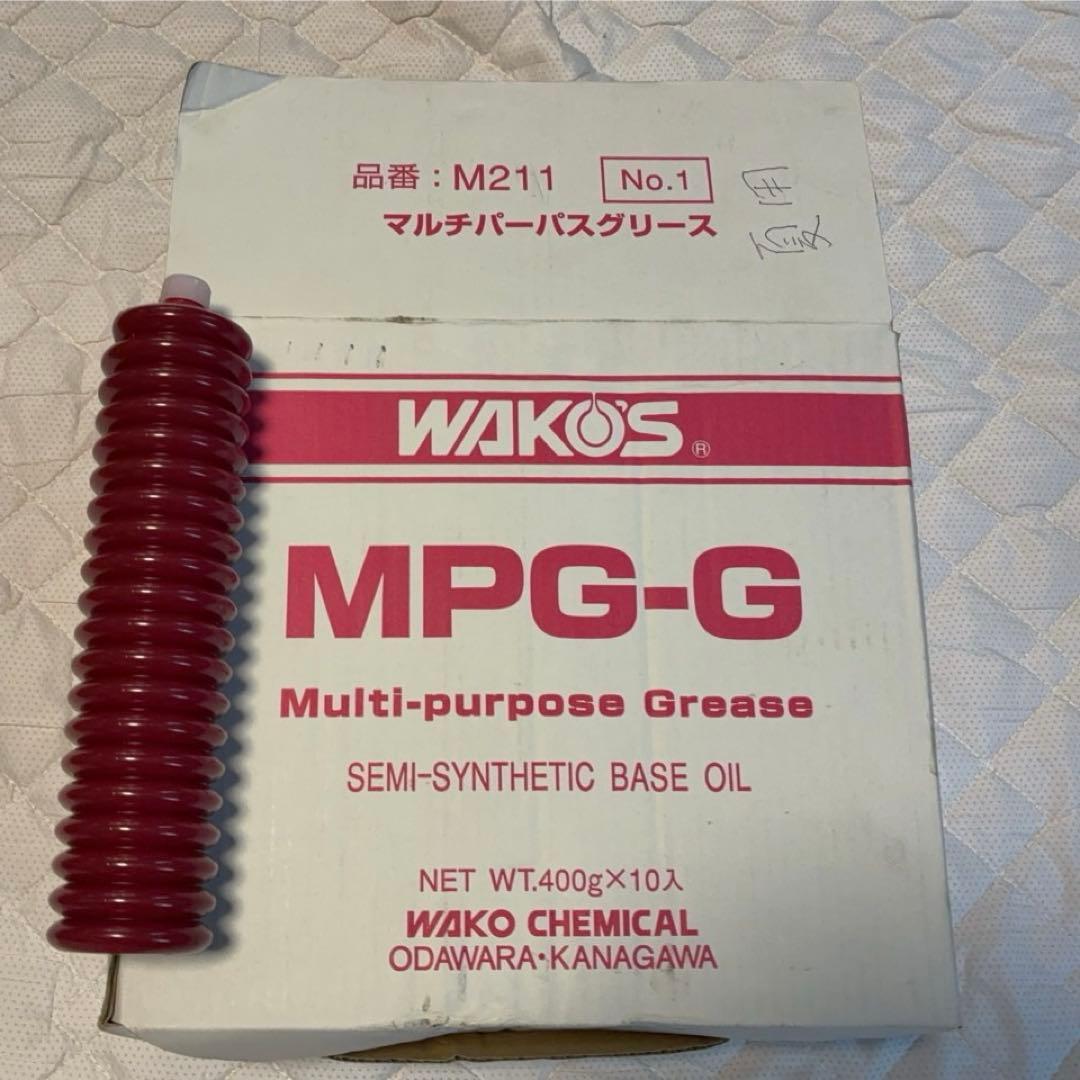 品番：M211 No.1
マルチパーパスグリース
WAKO'S®
MPG-G
Multi-purpose Grease
SEMI-SYNTHETIC BASE OIL
NET WT.400g×10入
WAKO CHEMICAL
ODAWARA・KANAGAWA